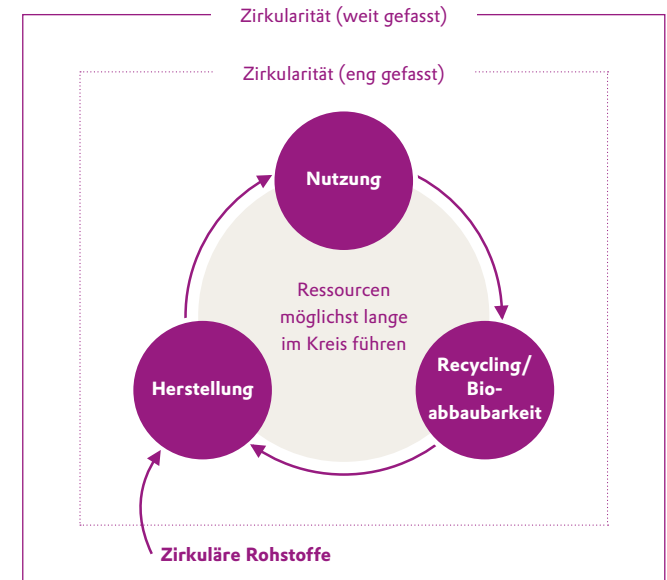 Zirkularität (weit gefasst)
Zirkularität (eng gefasst)
Nutzung
Ressourcen
möglichst lange
im Kreis führen
Herstellung
Recycling/
Bio-
abbaubarkeit
Zirkuläre Rohstoffe